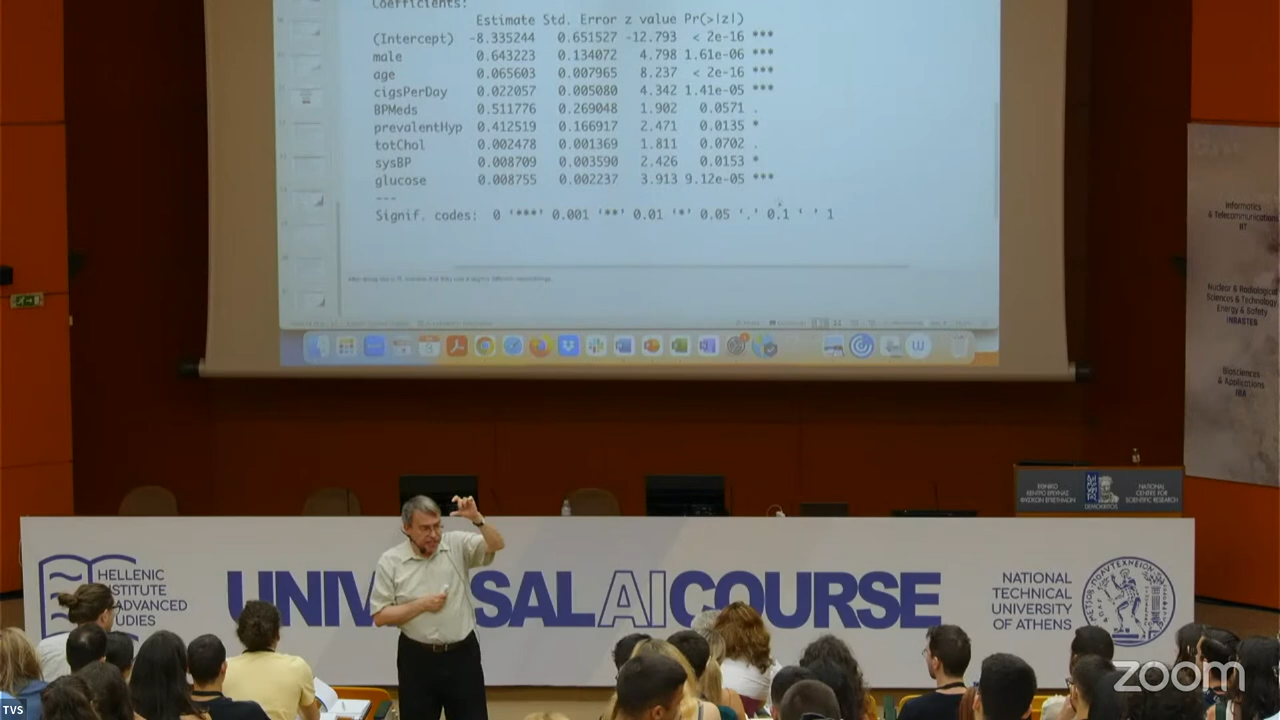 Coefficients:
Estimate Std. Error z value Pr(>|z|)
(Intercept) -8.335244 0.651527 -12.793 < 2e-16 ***
male 0.643223 0.134072 4.798 1.61e-06 ***
age 0.065603 0.007965 8.237 < 2e-16 ***
cigsPerDay 0.022057 0.005080 4.342 1.41e-05 ***
BPMeds 0.511776 0.269048 1.902 0.0571 .
prevalentHyp 0.412519 0.166917 2.471 0.0135 *
totChol 0.002478 0.001369 1.811 0.0702 .
sysBP 0.008709 0.003590 2.426 0.0153 *
glucose 0.008755 0.002237 3.913 9.12e-05 ***
---
Signif. codes: 0 '***' 0.001 '**' 0.01 '*' 0.05 '.' 0.1 ' ' 1
Informatics
& Telecommunications
IIT
Nuclear & Radiological
Sciences & Technology
Energy & Safety
INRASTES
Biosciences
& Applications
IBA
ΕΘΝΙΚΟ
ΚΕΝΤΡΟ ΕΡΕΥΝΑΣ
ΦΥΣΙΚΩΝ ΕΠΙΣΤΗΜΩΝ
NATIONAL
CENTRE FOR
SCIENTIFIC RESEARCH
DEMOKRITOS
HELLENIC
INSTITUTE
ADVANCED
STUDIES
UNIV SAL AI COURSE
NATIONAL
TECHNICAL
UNIVERSITY
OF ATHENS
zoom
TVS